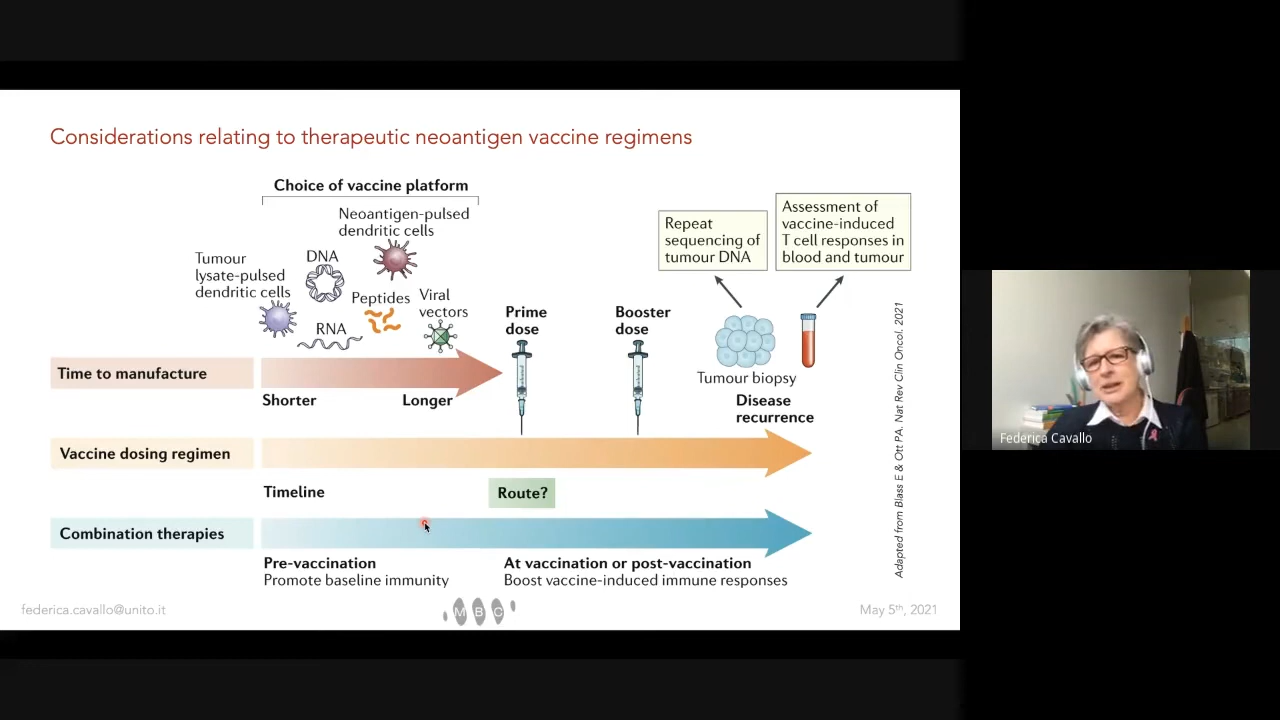 Considerations relating to therapeutic neoantigen vaccine regimens
Choice of vaccine platform
Neoantigen-pulsed
dendritic cells
Tumour
lysate-pulsed
dendritic cells
DNA
Peptides
Viral
vectors
RNA
Prime
dose
Booster
dose
Repeat
sequencing of
tumour DNA
Assessment of
vaccine-induced
T cell responses in
blood and tumour
Tumour biopsy
Disease
recurrence
Time to manufacture
Shorter
Longer
Vaccine dosing regimen
Timeline
Route?
Combination therapies
Pre-vaccination
Promote baseline immunity
At vaccination or post-vaccination
Boost vaccine-induced immune responses
Adapted from Blass E & Ott PA. Nat Rev Clin Oncol. 2021
federica.cavallo@unito.it
MBC
May 5th, 2021
Federica Cavallo